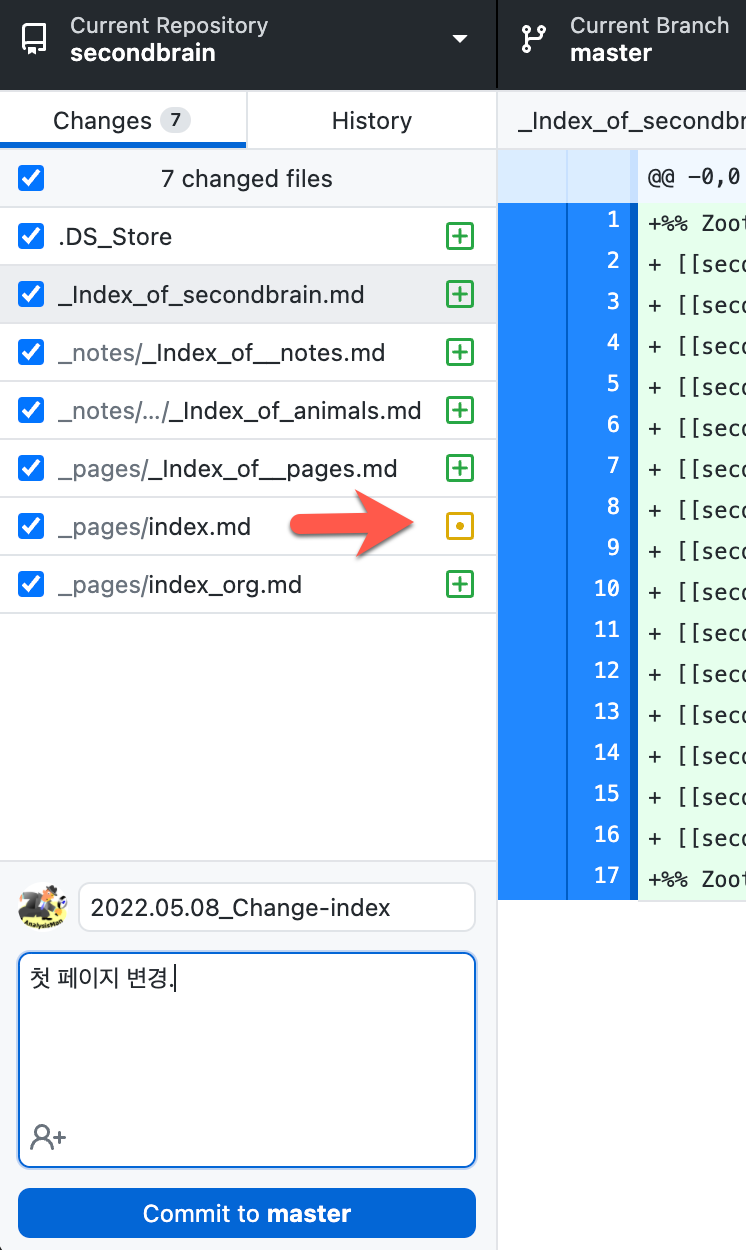 Current Repository
secondbrain
Current Branch
master
Changes 7
History
7 changed files
.DS_Store
_Index_of_secondbrain.md
_notes/_Index_of__notes.md
_notes/.../_Index_of_animals.md
_pages/_Index_of__pages.md
_pages/index.md
_pages/index_org.md
_Index_of_secondbr
@@ -0,0
1 +%% Zoot
2 + [[seco
3 + [[seco
4 + [[seco
5 + [[seco
6 + [[seco
7 + [[seco
8 + [[seco
9 + [[seco
10 + [[seco
11 + [[seco
12 + [[seco
13 + [[seco
14 + [[seco
15 + [[seco
16 + [[seco
17 +%% Zoot
AnalysisMan
2022.05.08_Change-index
첫 페이지 변경.
Commit to master